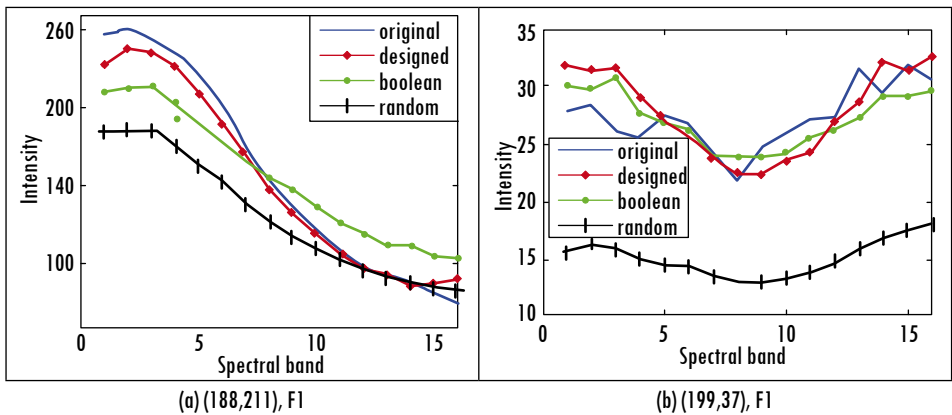 260
200
140
100
Intensity
0
5
10
15
Spectral band
original
designed
boolean
random
(a) (188,211), F1
35
30
25
20
15
10
Intensity
0
5
10
15
Spectral band
original
designed
boolean
random
(b) (199,37), F1